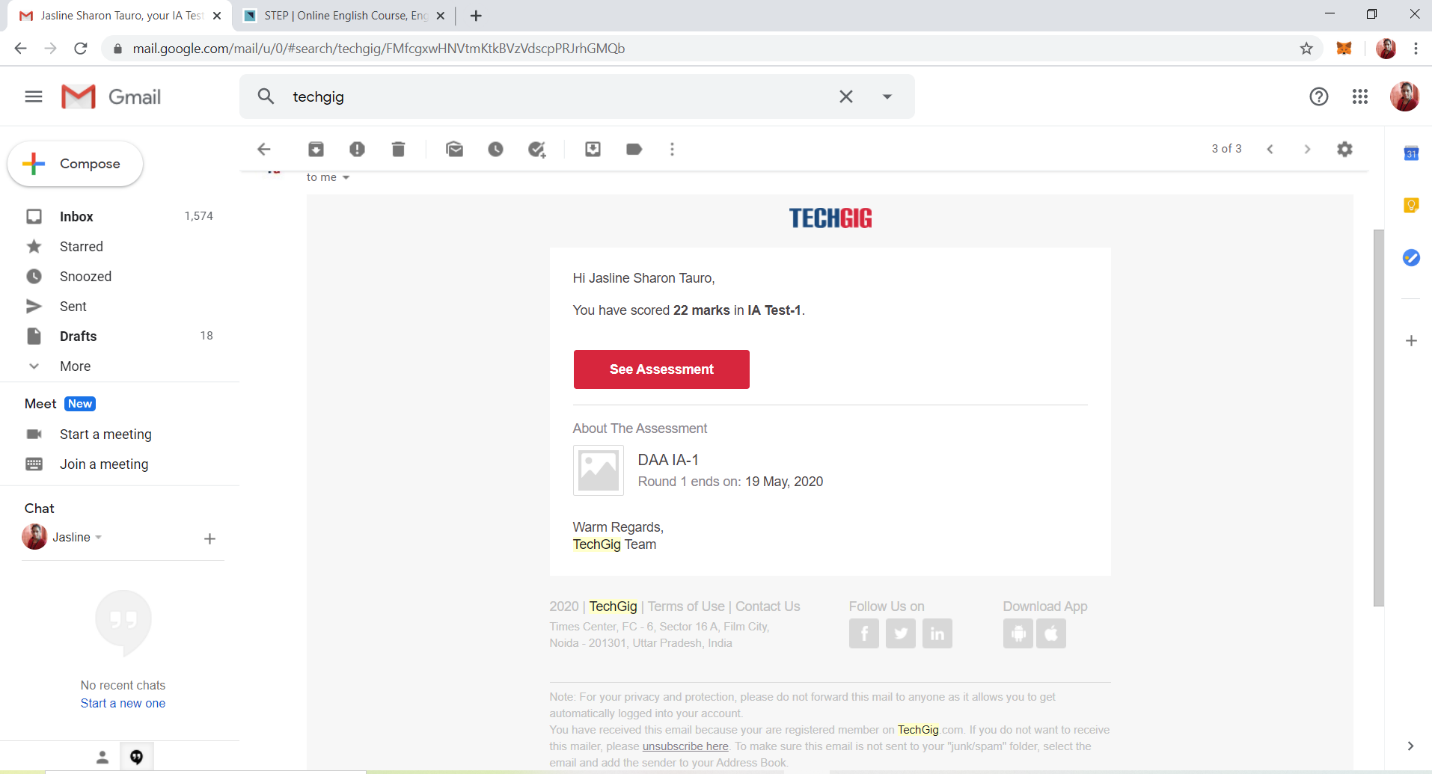 Jasline Sharon Tauro, your IA Test
STEP | Online English Course, Eng
mail.google.com/mail/u/0/#search/techgig/FMfcgxwHNVtmKtkBVzVdscpPRJrhGMQb
Gmail
techgig
Compose
3 of 3
to me
Inbox 1,574
Starred
Snoozed
Sent
Drafts 18
More
Meet New
Start a meeting
Join a meeting
Chat
Jasline
No recent chats
Start a new one
TECHGIG
Hi Jasline Sharon Tauro,
You have scored 22 marks in IA Test-1.
See Assessment
About The Assessment
DAA IA-1
Round 1 ends on: 19 May, 2020
Warm Regards,
TechGig Team
2020 | TechGig | Terms of Use | Contact Us
Times Center, FC - 6, Sector 16 A, Film City,
Noida - 201301, Uttar Pradesh, India
Follow Us on
Download App
Note: For your privacy and protection, please do not forward this mail to anyone as it allows you to get
automatically logged into your account.
You have received this email because your are registered member on TechGig.com. If you do not want to receive
this mailer, please unsubscribe here. To make sure this email is not sent to your "junk/spam" folder, select the
email and add the sender to your Address Book.
31